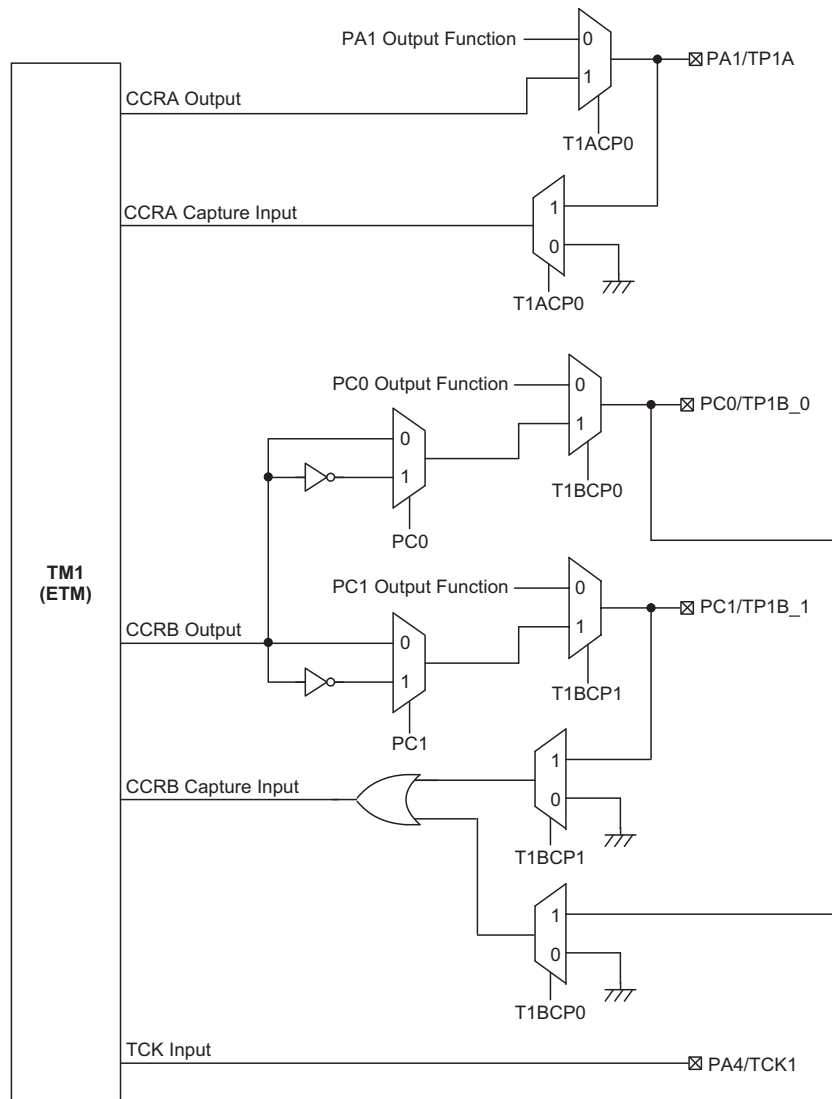 PA1 Output Function
0
1
PA1/TP1A
CCRA Output
T1ACP0
CCRA Capture Input
1
0
T1ACP0
PC0 Output Function
0
1
PC0/TP1B_0
0
1
T1BCP0
PC0
TM1
(ETM)
PC1 Output Function
0
1
PC1/TP1B_1
CCRB Output
0
1
T1BCP1
PC1
CCRB Capture Input
1
0
T1BCP1
1
0
T1BCP0
TCK Input
PA4/TCK1